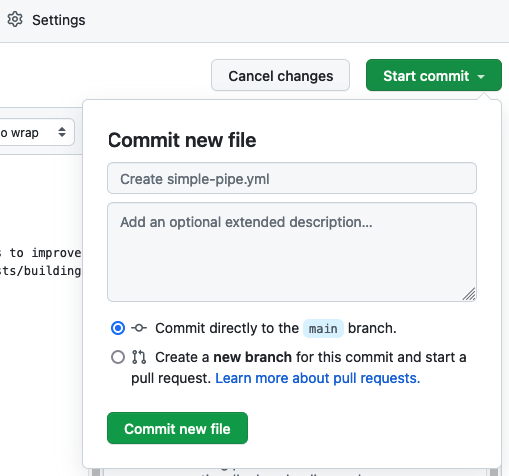 Settings
Cancel changes
Start commit
o wrap
Commit new file
Create simple-pipe.yml
Add an optional extended description...
s to improve
sts/building
Commit directly to the main branch.
Create a new branch for this commit and start a
pull request. Learn more about pull requests.
Commit new file